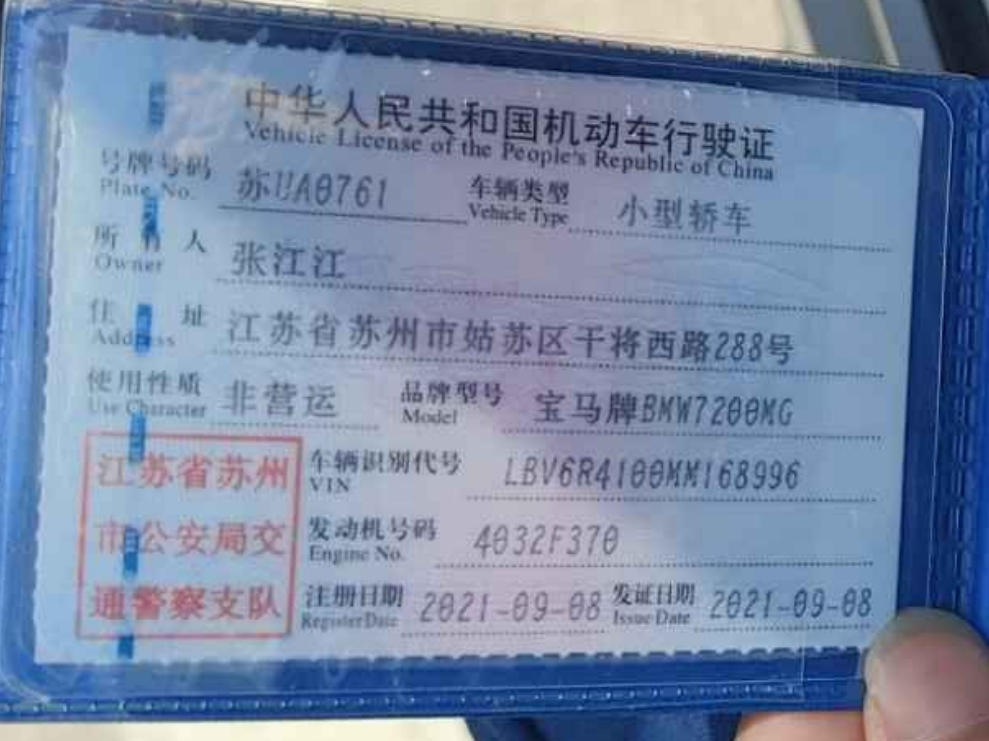 中华人民共和国机动车行驶证
Vehicle License of the People's Republic of China
号牌号码 苏UA0761 车辆类型 小型轿车
Plate No. Vehicle Type
所有人 张江江
Owner
住址 江苏省苏州市姑苏区干将西路288号
Address
使用性质 非营运 品牌型号 宝马牌BMW7200MG
Use Character Model
江苏省苏州
市公安局交
通警察支队
车辆识别代号 LBV6R4100MM168996
VIN
发动机号码 4032F370
Engine No.
注册日期 2021-09-08 发证日期 2021-09-08
Register Date Issue Date